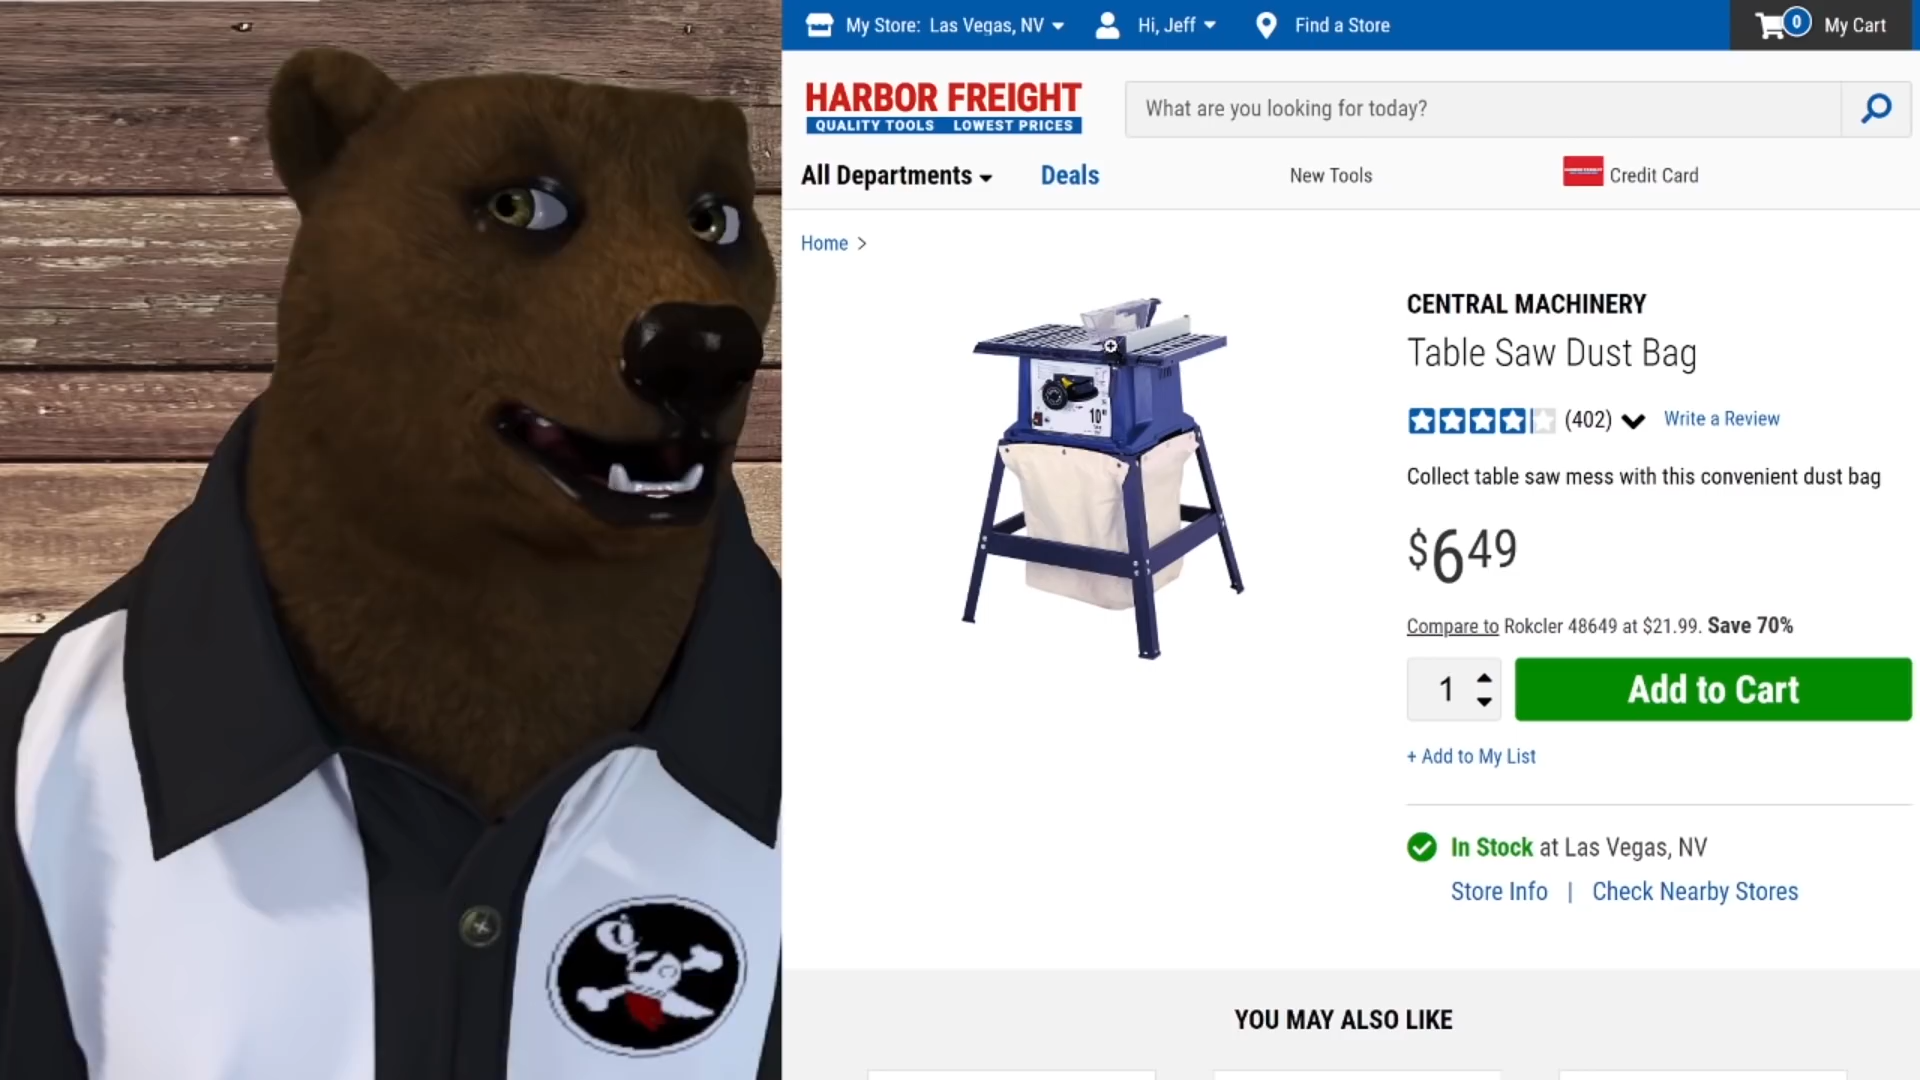 My Store: Las Vegas, NV
Hi, Jeff
Find a Store
0
My Cart
HARBOR FREIGHT
QUALITY TOOLS LOWEST PRICES
What are you looking for today?
All Departments
Deals
New Tools
Credit Card
Home >
CENTRAL MACHINERY
Table Saw Dust Bag
(402)
Write a Review
Collect table saw mess with this convenient dust bag
$6 49
Compare to Rokcler 48649 at $21.99. Save 70%
1
Add to Cart
+ Add to My List
In Stock at Las Vegas, NV
Store Info | Check Nearby Stores
YOU MAY ALSO LIKE
10"